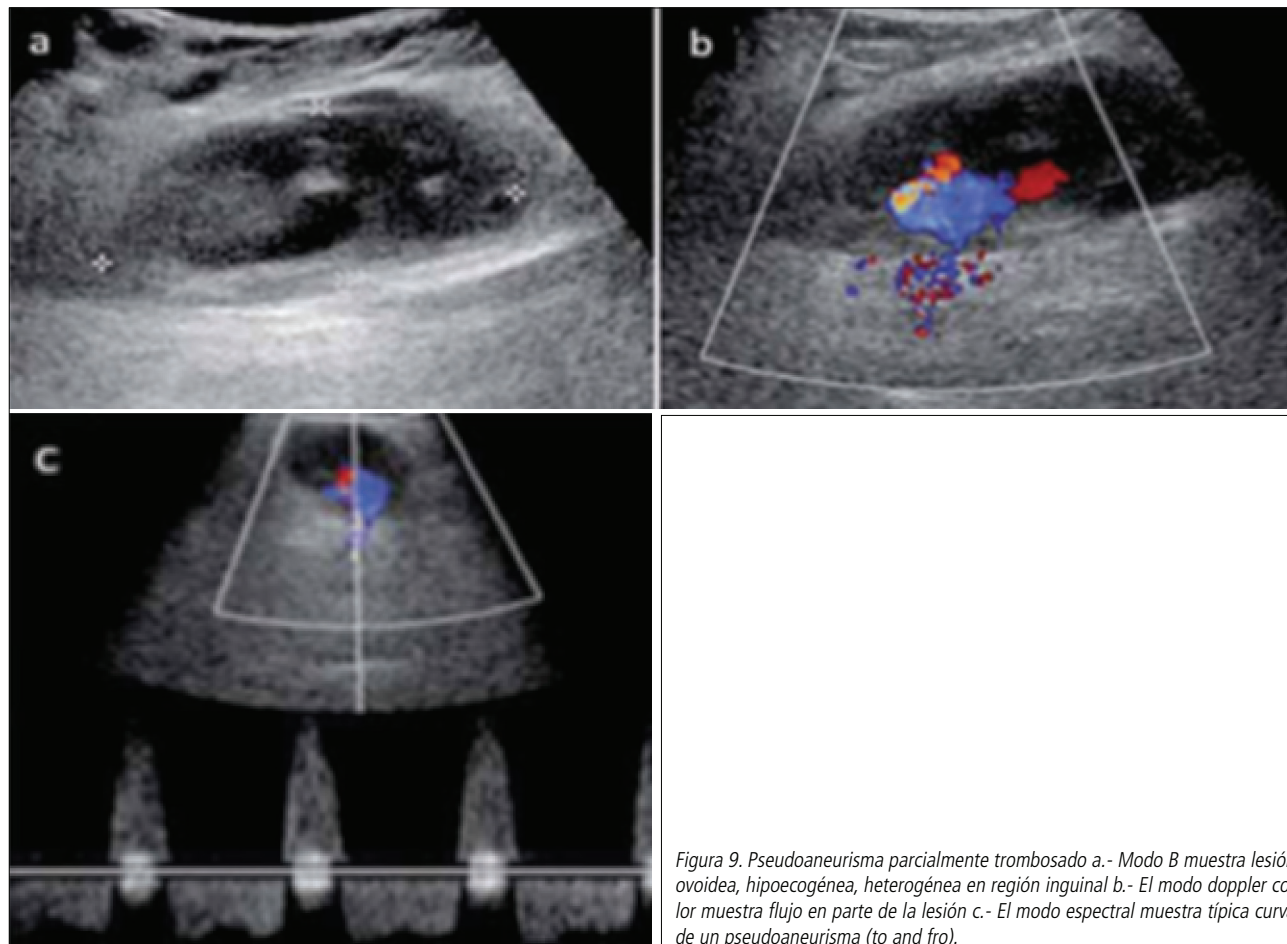 a
b
c
Figura 9. Pseudoaneurisma parcialmente trombosado a.- Modo B muestra lesión
ovoidea, hipoecogénea, heterogénea en región inguinal b.- El modo doppler co-
lor muestra flujo en parte de la lesión c.- El modo espectral muestra típica curva
de un pseudoaneurisma (to and fro).